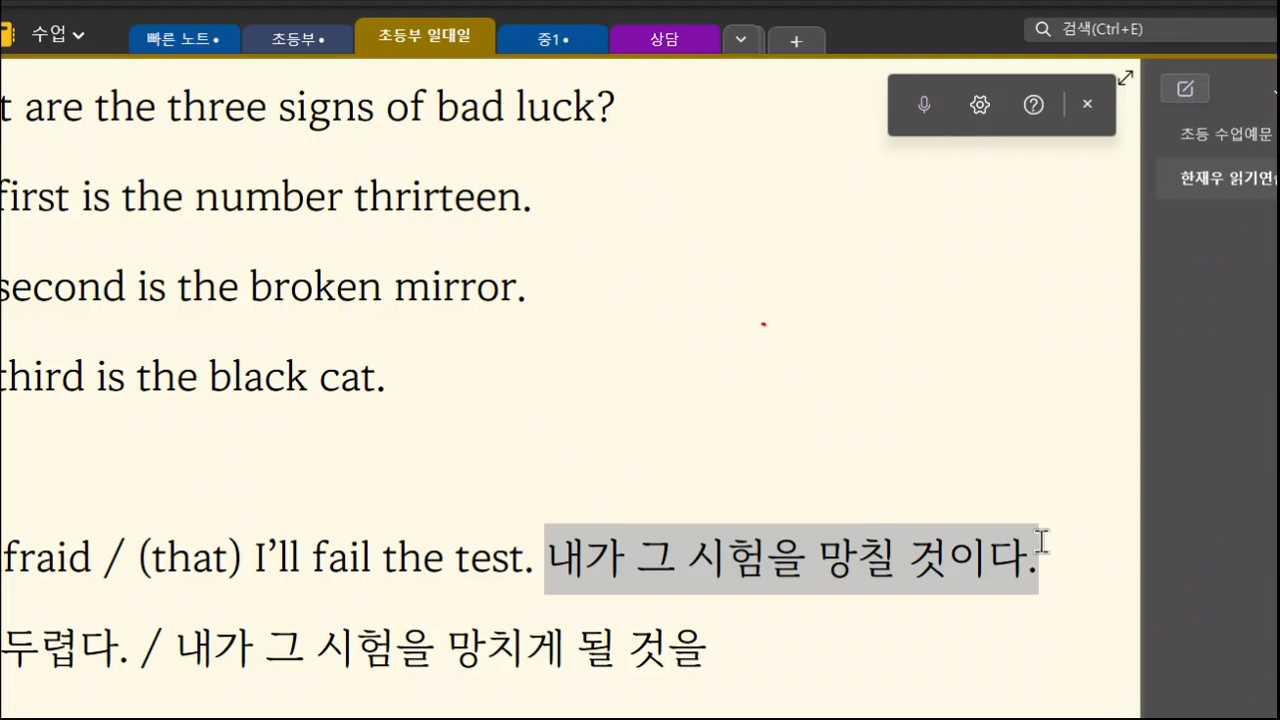 수업
빠른 노트
초등부
초등부 일대일
중1
상담
검색(Ctrl+E)
t are the three signs of bad luck?
first is the number thrirteen.
second is the broken mirror.
third is the black cat.
fraid / (that) I'll fail the test. 내가 그 시험을 망칠 것이다.
두렵다. / 내가 그 시험을 망치게 될 것을
초등 수업예문
한재우 읽기연